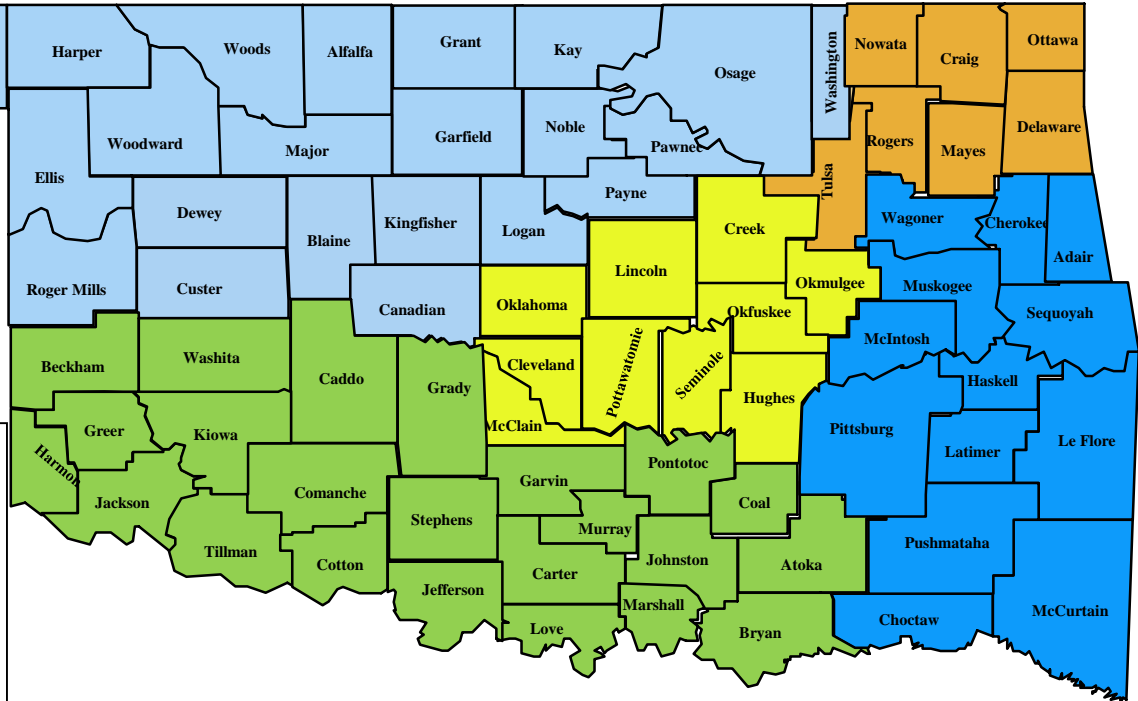 Harper
Woods
Alfalfa
Grant
Kay
Osage
Washington
Nowata
Craig
Ottawa
Woodward
Major
Garfield
Noble
Pawnee
Rogers
Mayes
Delaware
Ellis
Dewey
Blaine
Kingfisher
Logan
Payne
Creek
Tulsa
Wagoner
Cherokee
Adair
Roger Mills
Custer
Canadian
Oklahoma
Lincoln
Okfuskee
Okmulgee
Muskogee
McIntosh
Sequoyah
Beckham
Washita
Caddo
Grady
Cleveland
McClain
Pottawatomie
Seminole
Hughes
Pittsburg
Haskell
Latimer
Le Flore
Harmon
Greer
Kiowa
Jackson
Comanche
Tillman
Cotton
Stephens
Jefferson
Garvin
Murray
Carter
Love
Pontotoc
Johnston
Marshall
Coal
Atoka
Bryan
Pushmataha
Choctaw
McCurtain